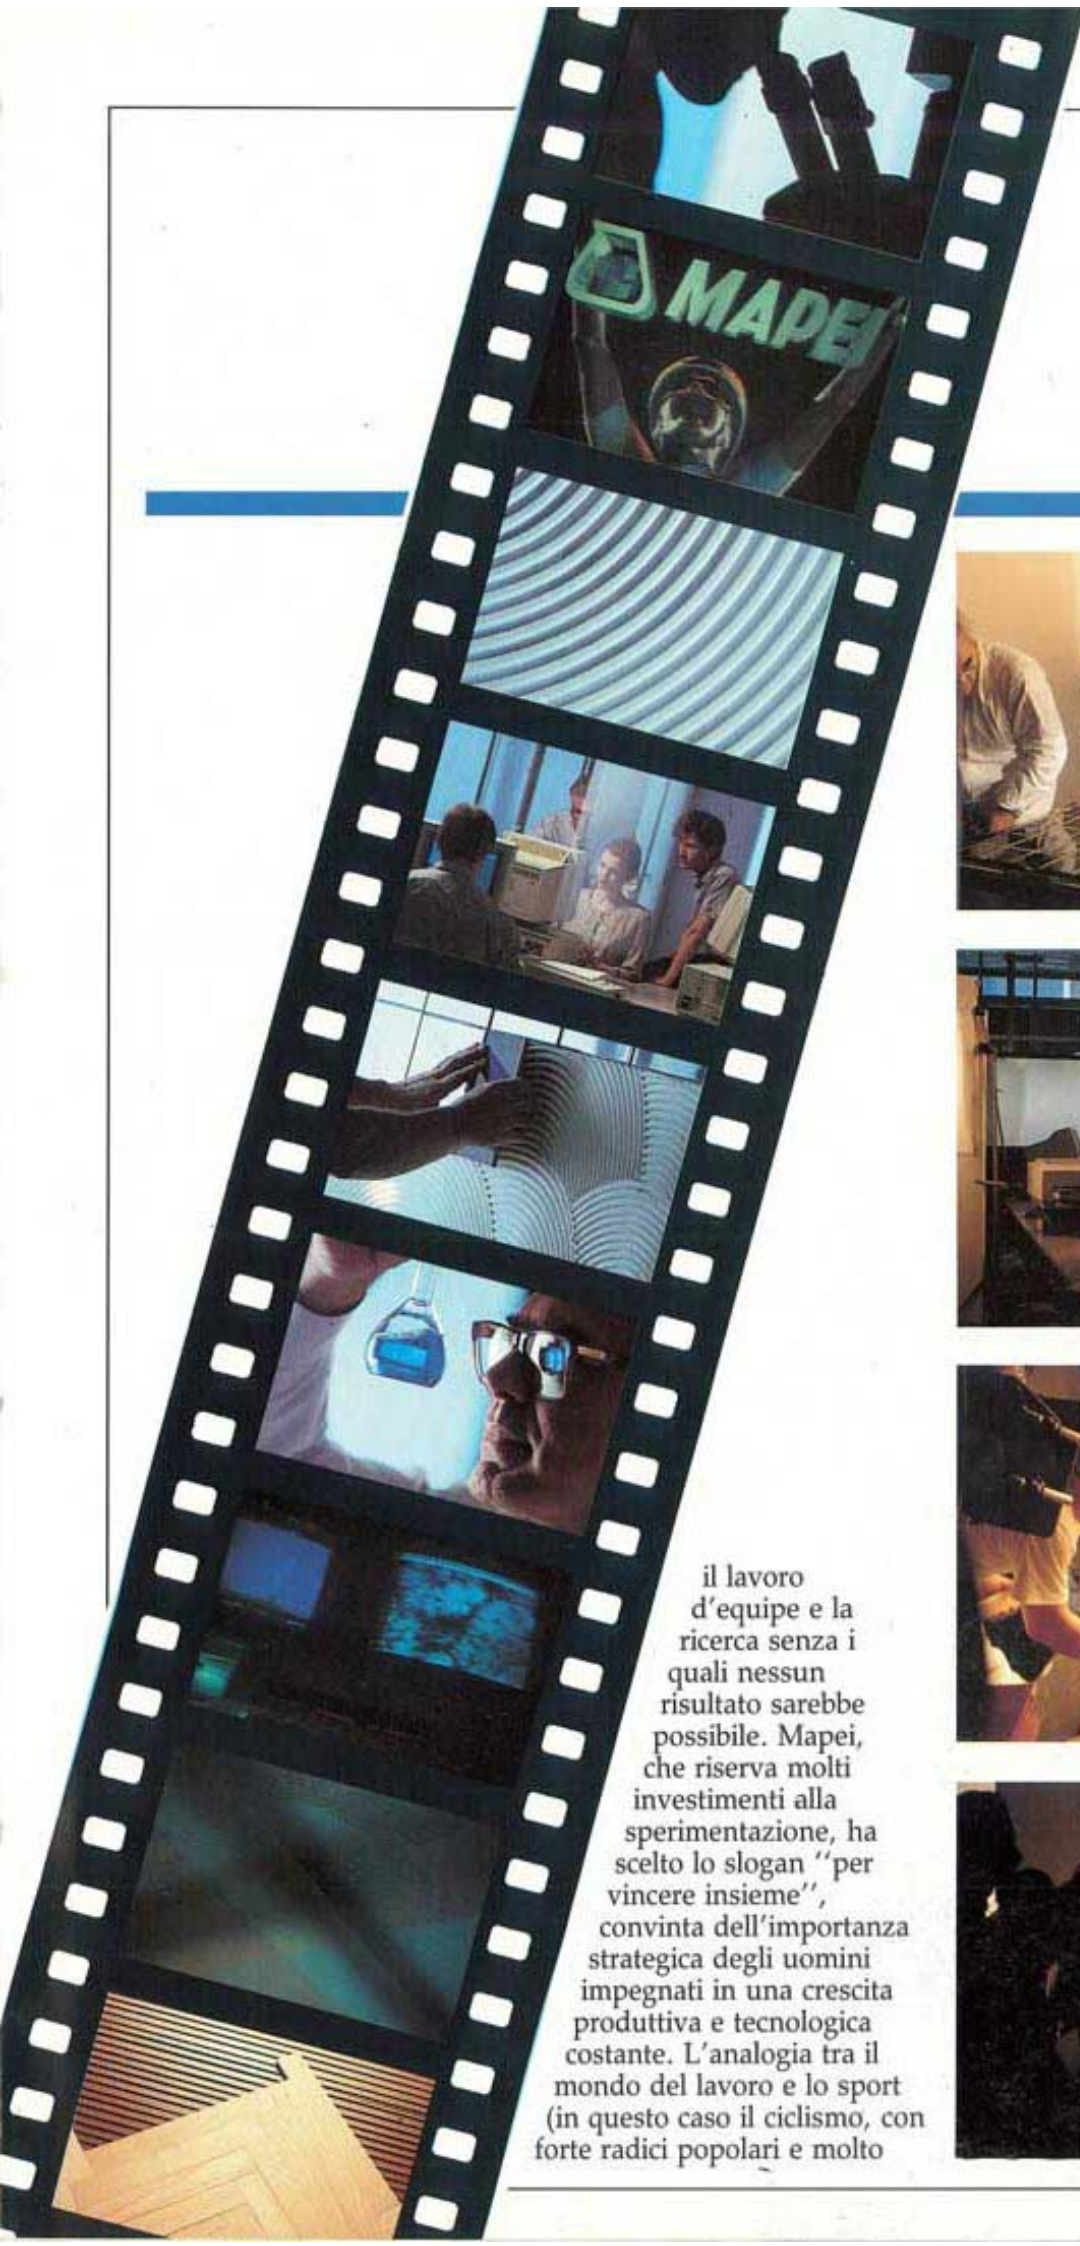 MAPEI
il lavoro
d'equipe e la
ricerca senza i
quali nessun
risultato sarebbe
possibile. Mapei,
che riserva molti
investimenti alla
sperimentazione, ha
scelto lo slogan ''per
vincere insieme'',
convinta dell'importanza
strategica degli uomini
impegnati in una crescita
produttiva e tecnologica
costante. L'analogia tra il
mondo del lavoro e lo sport
(in questo caso il ciclismo, con
forte radici popolari e molto